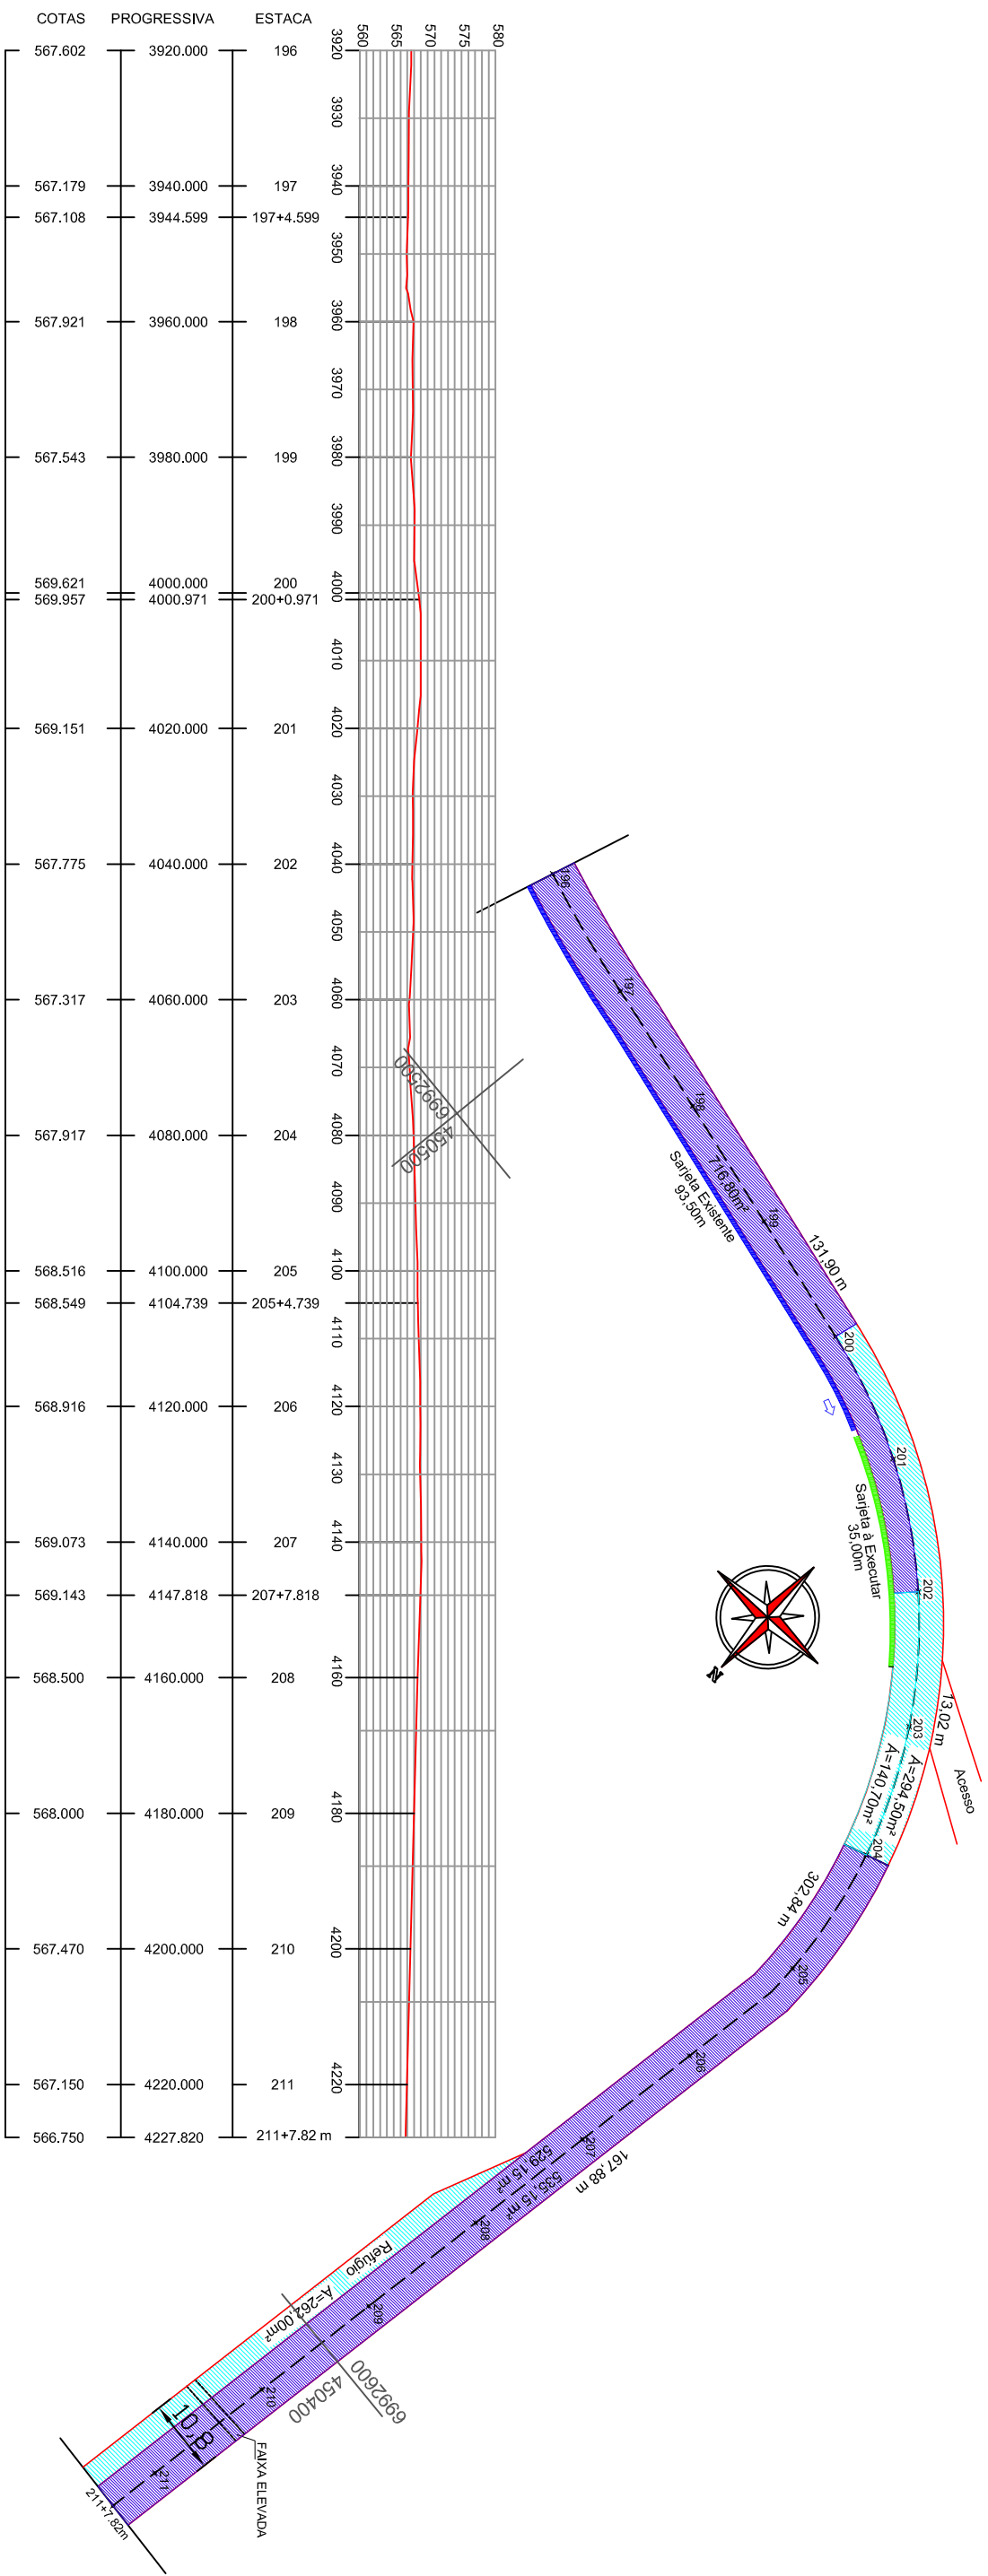 COTAS PROGRESSIVA ESTACA
560 565 570 575 580
567.602 3920.000 196 3920
3930
567.179 3940.000 197 3940
567.108 3944.599 197+4.599
3950
567.921 3960.000 198 3960
3970
567.543 3980.000 199 3980
3990
569.621 4000.000 200 4000
569.957 4000.971 200+0.971
4010
569.151 4020.000 201 4020
4030
567.775 4040.000 202 4040
4050
567.317 4060.000 203 4060
4070
567.917 4080.000 204 4080
4090
568.516 4100.000 205 4100
568.549 4104.739 205+4.739
4110
568.916 4120.000 206 4120
4130
569.073 4140.000 207 4140
569.143 4147.818 207+7.818
568.500 4160.000 208 4160
568.000 4180.000 209 4180
567.470 4200.000 210 4200
567.150 4220.000 211 4220
566.750 4227.820 211+7.82 m
6992500
450500
196
197
198
716,80m²
199
Sarjeta Existente
93,50m
131,90 m
200
201
Sarjeta à Executar
35,00m
202
N
13,02 m
203
Acesso
A=294,50m²
A=140,70m²
204
302,84 m
205
206
207
167,88 m
529,15 m²
535,15 m²
208
Refúgio
A=262,00m²
209
6992600
450400
210
10,8
FAIXA ELEVADA
211
211+7.82m